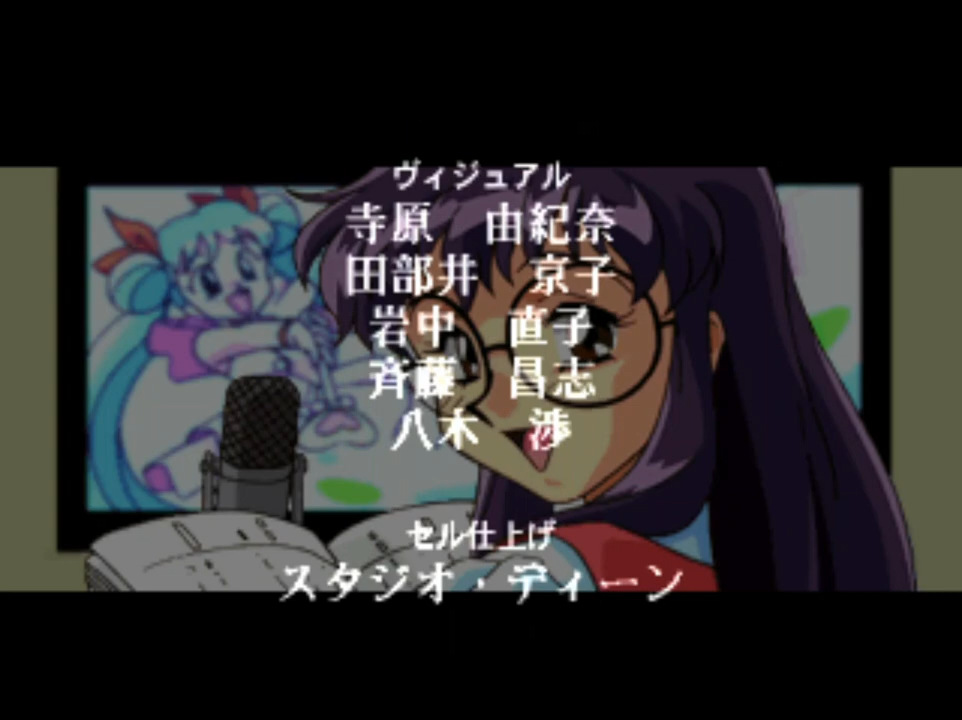 ヴィジュアル
寺原 由紀奈
田部井 京子
岩中 直子
斉藤 昌志
八木 渉
セル仕上げ
スタジオ・ディーン